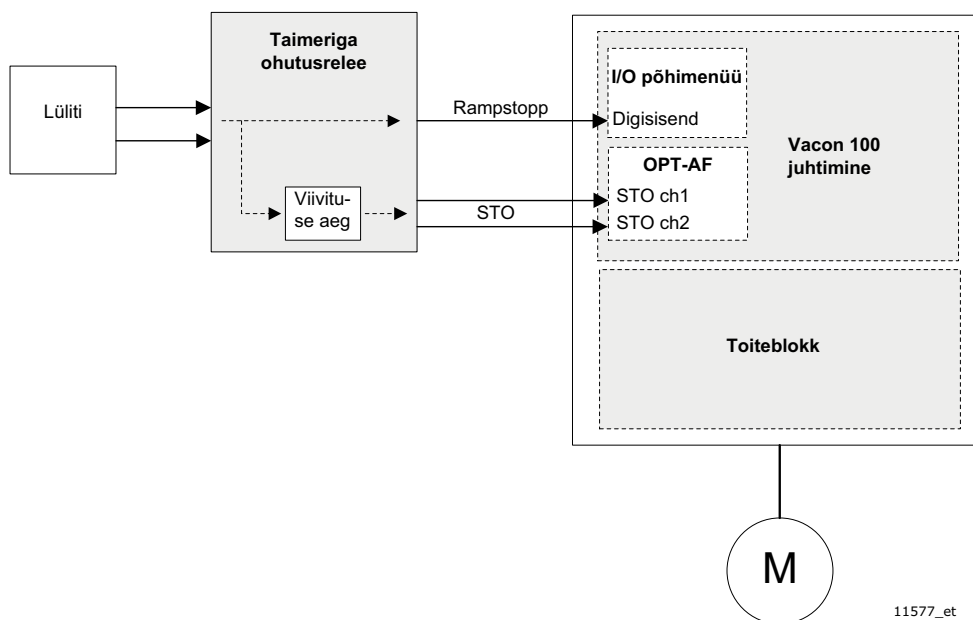 Lüliti
Taimeriga
ohutusrelee
Viivitu-
se aeg
Rampstopp
STO
I/O põhimenüü
Digisisend
OPT-AF
STO ch1
STO ch2
Vacon 100
juhtimine
Toiteblokk
M
11577_et